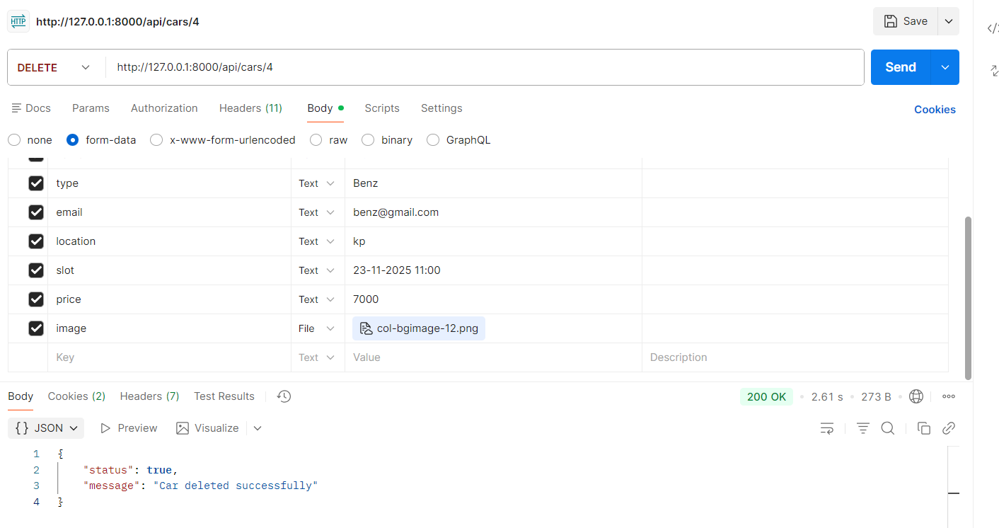 HTTP http://127.0.0.1:8000/api/cars/4 Save
DELETE http://127.0.0.1:8000/api/cars/4 Send
Docs Params Authorization Headers (11) Body Scripts Settings Cookies
none form-data x-www-form-urlencoded raw binary GraphQL
type Text Benz
email Text benz@gmail.com
location Text kp
slot Text 23-11-2025 11:00
price Text 7000
image File col-bgimage-12.png
Key Text Value Description
Body Cookies (2) Headers (7) Test Results 200 OK 2.61 s 273 B
{} JSON Preview Visualize
1 {
2 "status": true,
3 "message": "Car deleted successfully"
4 }